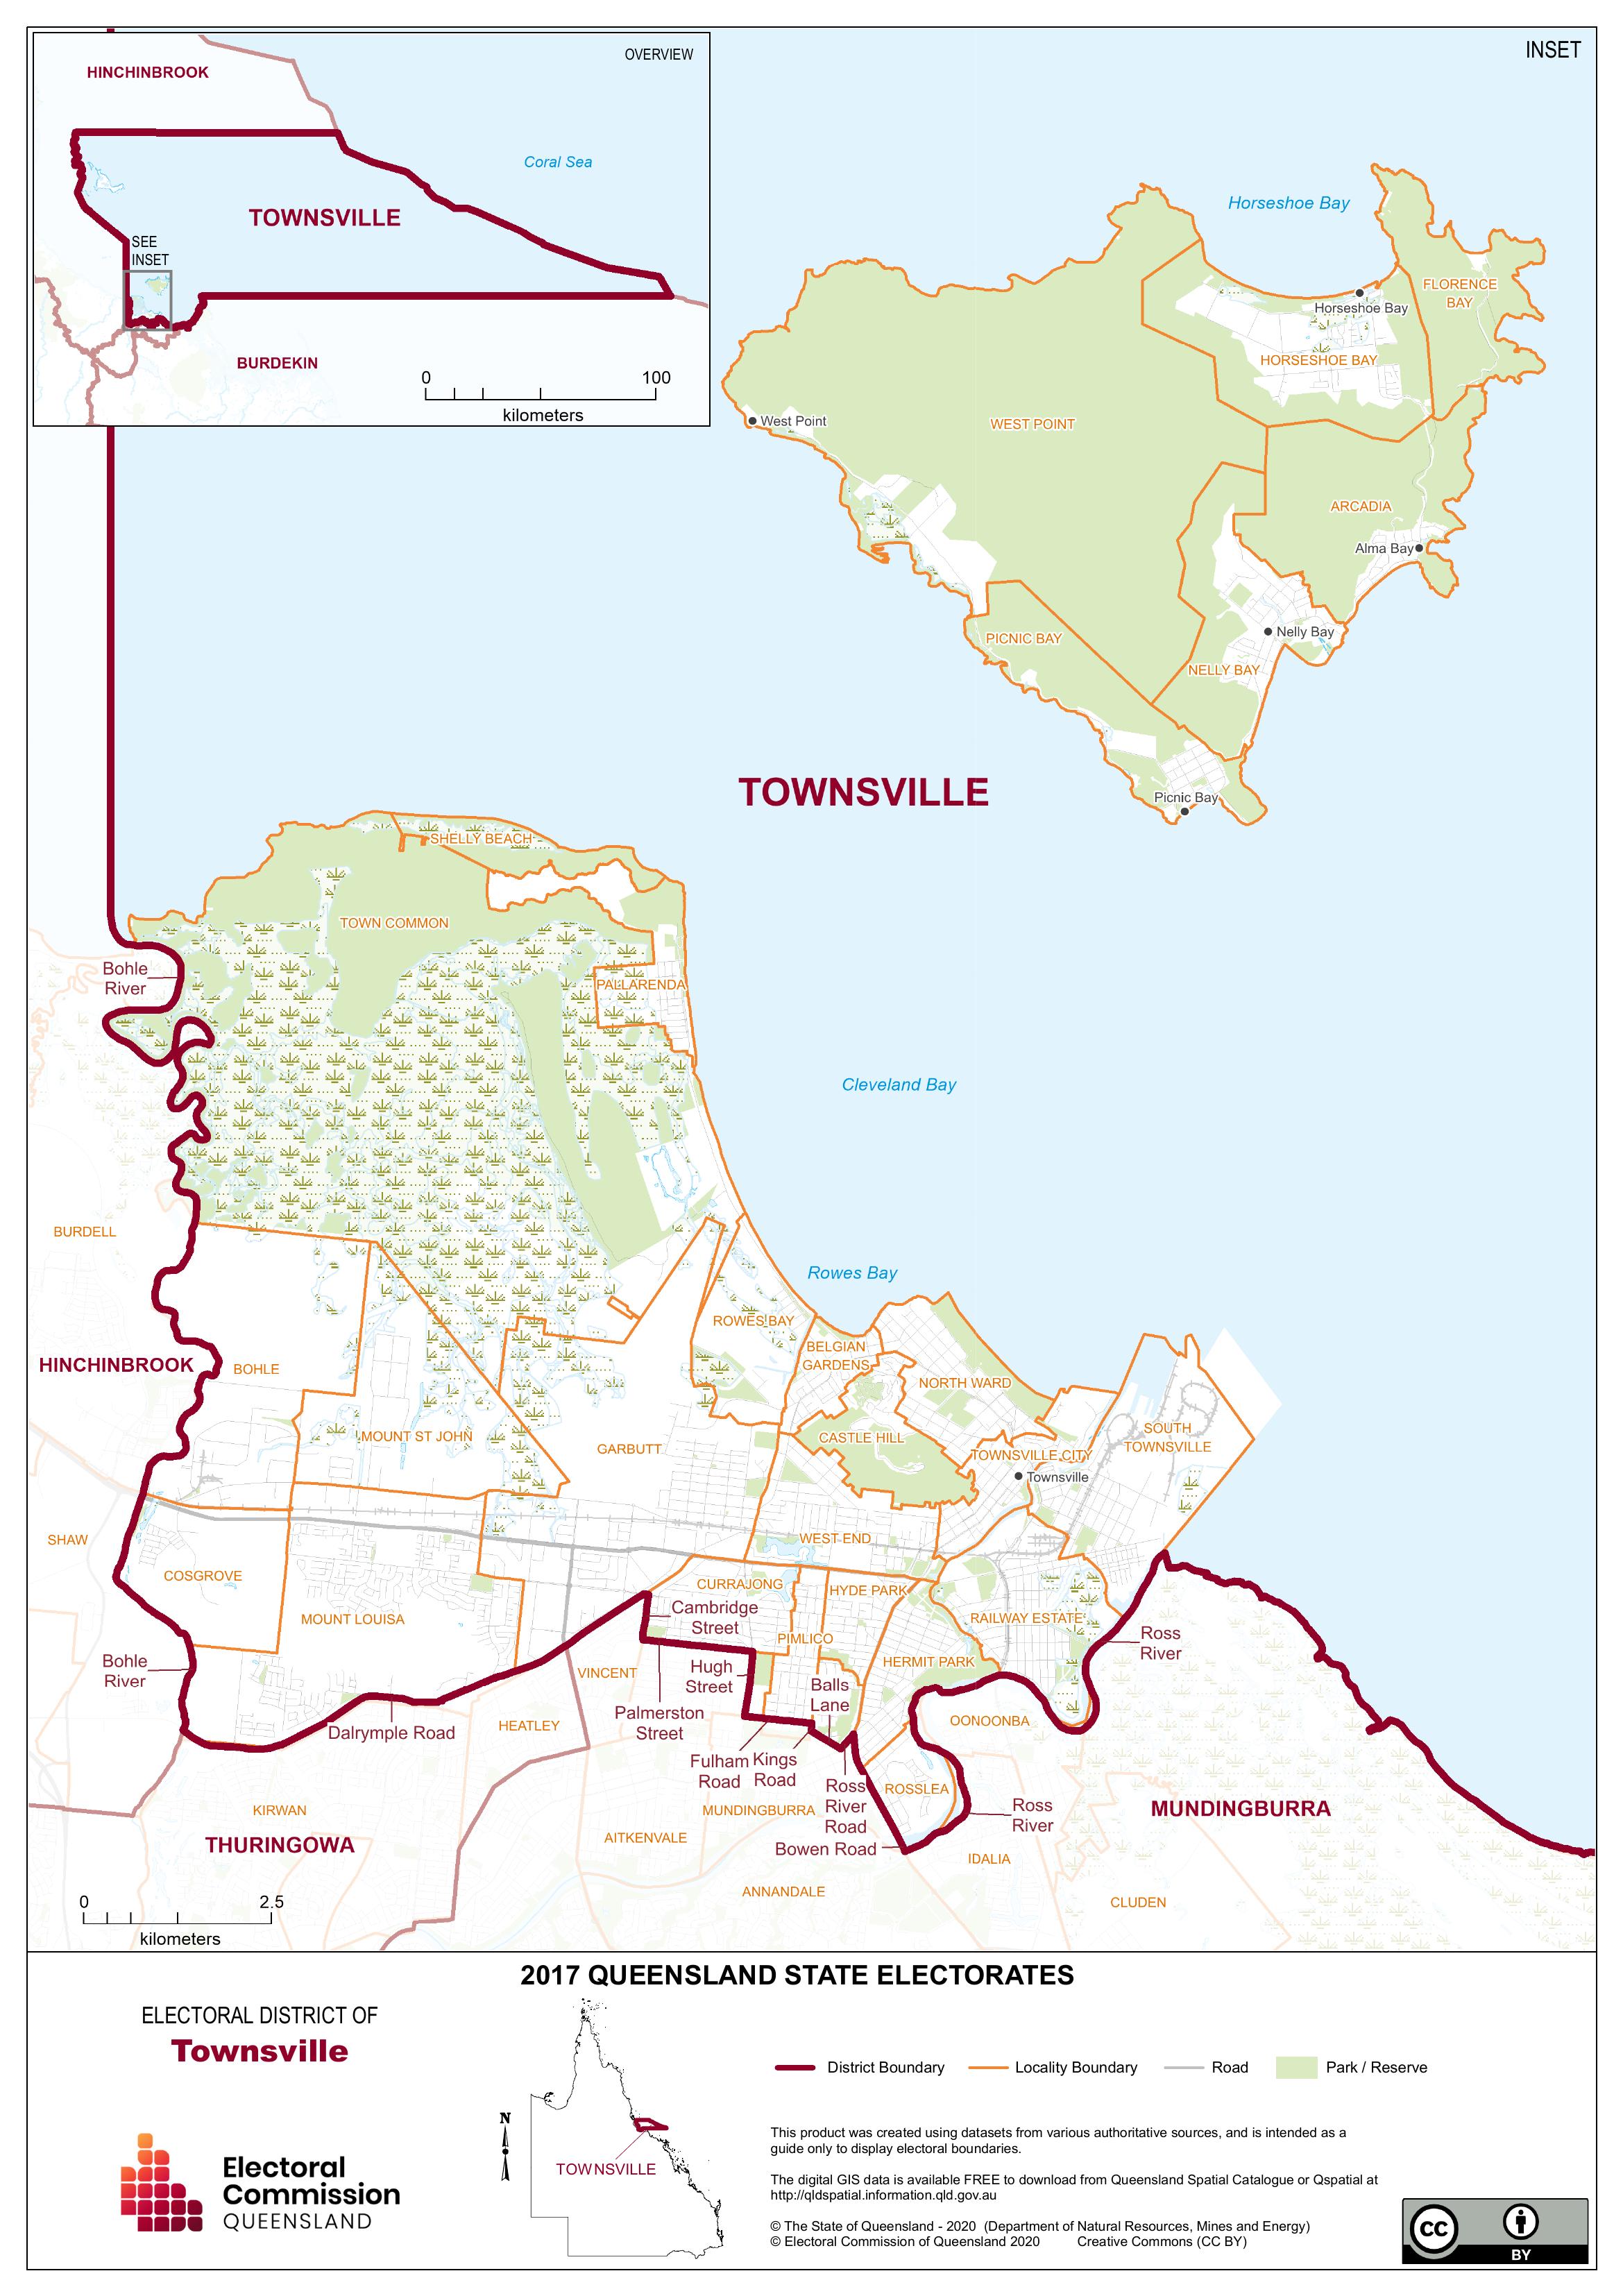 OVERVIEW
HINCHINBROOK
Coral Sea
TOWNSVILLE
SEE
INSET
BURDEKIN
0 100
kilometers
INSET
Horseshoe Bay
FLORENCE
BAY
Horseshoe Bay
HORSESHOE BAY
West Point
WEST POINT
ARCADIA
Alma Bay
Nelly Bay
PICNIC BAY
NELLY BAY
TOWNSVILLE
Picnic Bay
SHELLY BEACH
TOWN COMMON
Bohle
River
PALLARENDA
Cleveland Bay
BURDELL
Rowes Bay
ROWES BAY
BELGIAN
GARDENS
HINCHINBROOK
BOHLE
NORTH WARD
MOUNT ST JOHN
GARBUTT
CASTLE HILL
SOUTH
TOWNSVILLE
TOWNSVILLE CITY
Townsville
SHAW
WEST END
COSGROVE
CURRAJONG
HYDE PARK
MOUNT LOUISA
Cambridge
Street
RAILWAY ESTATE
PIMLICO
Ross
River
Bohle
River
VINCENT
Hugh
Street
HERMIT PARK
Balls
Lane
Palmerston
Street
OONOONBA
HEATLEY
Dalrymple Road
Fulham
Road
Kings
Road
Ross
River
Road
ROSSLEA
Ross
River
KIRWAN
MUNDINGBURRA
MUNDINGBURRA
THURINGOWA
AITKENVALE
Bowen Road
IDALIA
ANNANDALE
CLUDEN
0 2.5
kilometers
2017 QUEENSLAND STATE ELECTORATES
ELECTORAL DISTRICT OF
Townsville
District Boundary
Locality Boundary
Road
Park / Reserve
N
TOWNSVILLE
Electoral
Commission
QUEENSLAND
This product was created using datasets from various authoritative sources, and is intended as a
guide only to display electoral boundaries.
The digital GIS data is available FREE to download from Queensland Spatial Catalogue or Qspatial at
http://qldspatial.information.qld.gov.au
© The State of Queensland - 2020 (Department of Natural Resources, Mines and Energy)
© Electoral Commission of Queensland 2020 Creative Commons (CC BY)
CC
BY